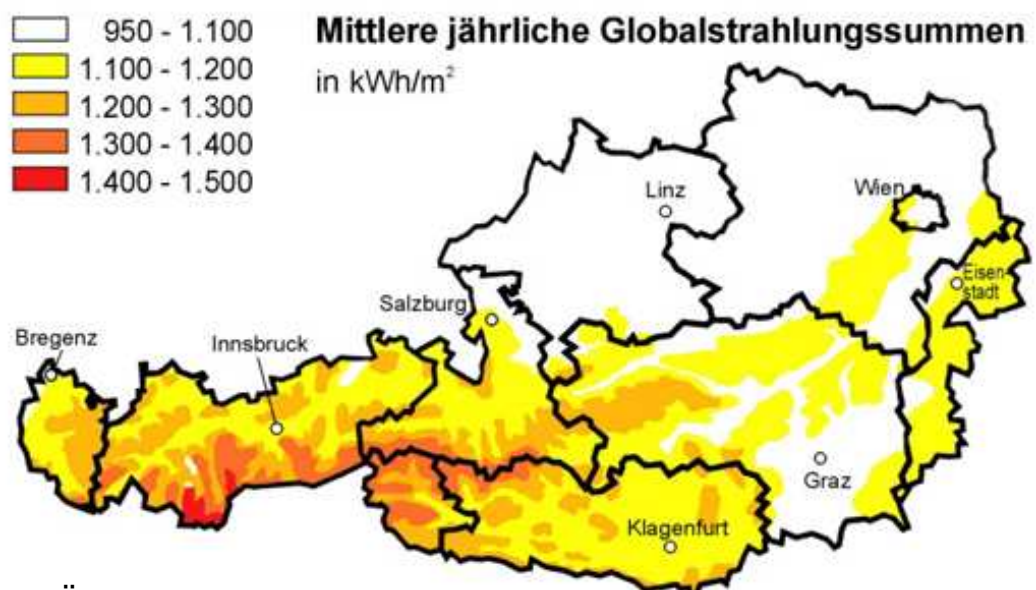 950 - 1.100
1.100 - 1.200
1.200 - 1.300
1.300 - 1.400
1.400 - 1.500
Mittlere jährliche Globalstrahlungssummen
in kWh/m²
Linz
Wien
Eisen
stadt
Salzburg
Bregenz
Innsbruck
Graz
Klagenfurt